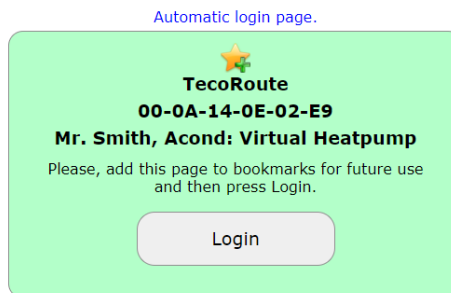 Automatic login page.
TecoRoute
00-0A-14-0E-02-E9
Mr. Smith, Acond: Virtual Heatpump
Please, add this page to bookmarks for future use
and then press Login.
Login